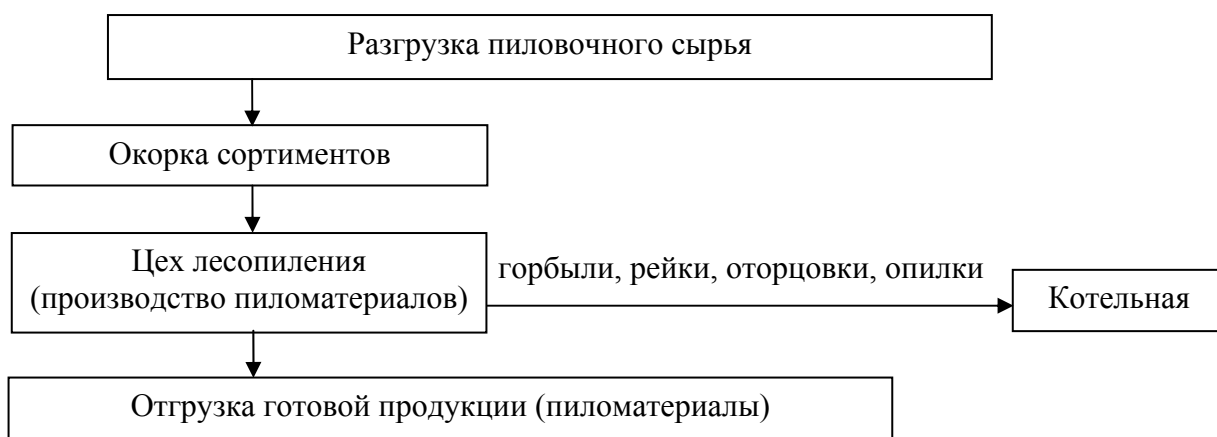 Разгрузка пиловочного сырья
Окорка сортиментов
Цех лесопиления
(производство пиломатериалов)
горбыли, рейки, оторцовки, опилки
Котельная
Отгрузка готовой продукции (пиломатериалы)